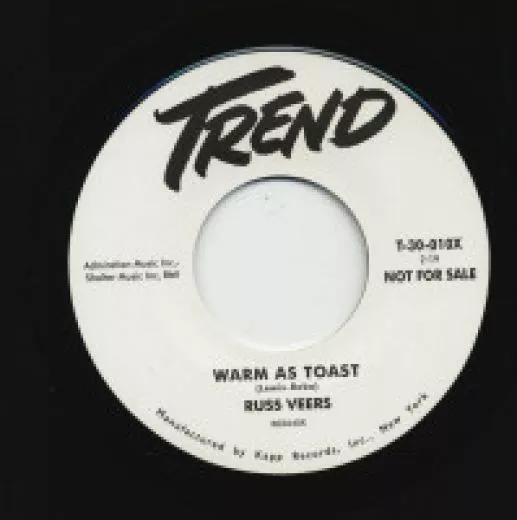 TREND
Admiration Music Inc.,-
Shelter Music Inc, BMI
T-30-010X
NOT FOR SALE
WARM AS TOAST
RUSS VEERS
Manufactured by Kapp Records, Inc., New York